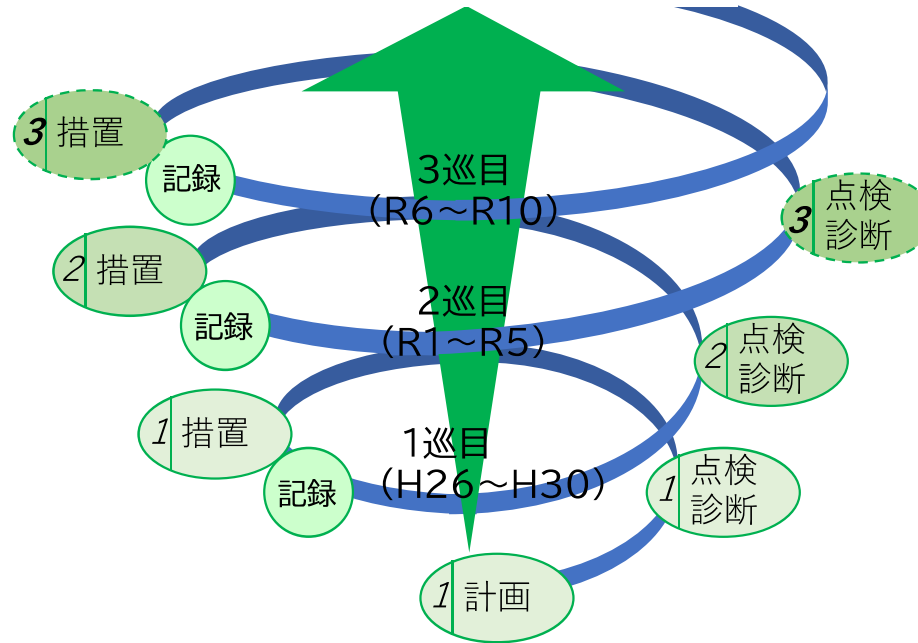 3 措置
記録
3巡目
(R6～R10)
3 点検
診断
2 措置
記録
2巡目
(R1～R5)
2 点検
診断
1 措置
記録
1巡目
(H26～H30)
1 点検
診断
1 計画